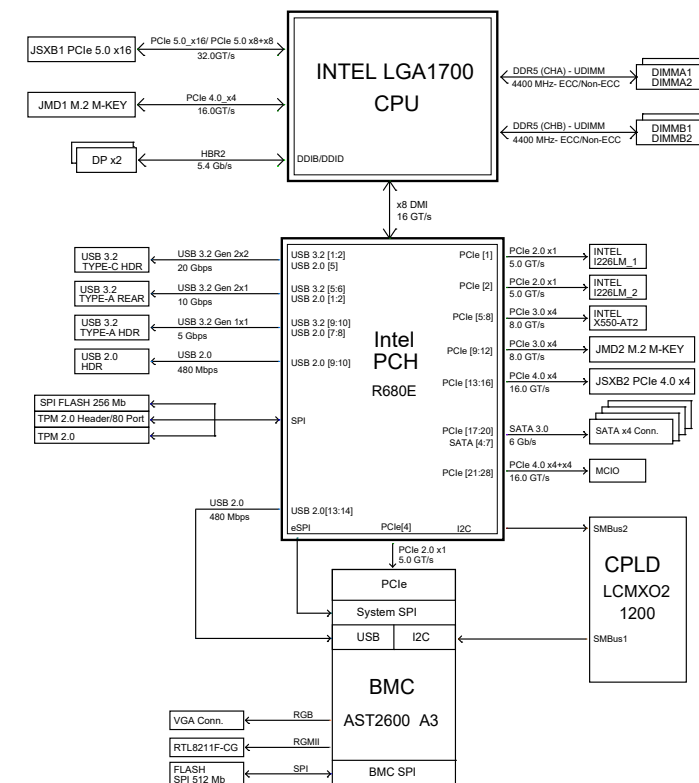 JSXB1 PCIe 5.0 x16
PCIe 5.0_x16/ PCIe 5.0 x8+x8
32.0GT/s
JMD1 M.2 M-KEY
PCIe 4.0_x4
16.0GT/s
DP x2
HBR2
5.4 Gb/s
INTEL LGA1700
CPU
DDIB/DDID
DDR5 (CHA) - UDIMM
4400 MHz- ECC/Non-ECC
DIMMA1
DIMMA2
DDR5 (CHB) - UDIMM
4400 MHz- ECC/Non-ECC
DIMMB1
DIMMB2
x8 DMI
16 GT/s
USB 3.2
TYPE-C HDR
USB 3.2 Gen 2x2
20 Gbps
USB 3.2 [1:2]
USB 2.0 [5]
USB 3.2
TYPE-A REAR
USB 3.2 Gen 2x1
10 Gbps
USB 3.2 [5:6]
USB 2.0 [1:2]
USB 3.2
TYPE-A HDR
USB 3.2 Gen 1x1
5 Gbps
USB 3.2 [9:10]
USB 2.0 [7:8]
USB 2.0
HDR
USB 2.0
480 Mbps
USB 2.0 [9:10]
Intel
PCH
R680E
PCIe [1]
PCIe 2.0 x1
5.0 GT/s
INTEL
I226LM_1
PCIe [2]
PCIe 2.0 x1
5.0 GT/s
INTEL
I226LM_2
PCIe [5:8]
PCIe 3.0 x4
8.0 GT/s
INTEL
X550-AT2
PCIe [9:12]
PCIe 3.0 x4
8.0 GT/s
JMD2 M.2 M-KEY
PCIe [13:16]
PCIe 4.0 x4
16.0 GT/s
JSXB2 PCIe 4.0 x4
SPI FLASH 256 Mb
TPM 2.0 Header/80 Port
TPM 2.0
SPI
PCIe [17:20]
SATA [4:7]
SATA 3.0
6 Gb/s
SATA x4 Conn.
PCIe [21:28]
PCIe 4.0 x4+x4
16.0 GT/s
MCIO
USB 2.0
480 Mbps
USB 2.0[13:14]
eSPI
PCIe[4]
I2C
PCIe 2.0 x1
5.0 GT/s
SMBus2
CPLD
LCMXO2
1200
SMBus1
PCIe
System SPI
USB
I2C
BMC
AST2600 A3
BMC SPI
VGA Conn.
RGB
RTL8211F-CG
RGMII
FLASH
SPI 512 Mb
SPI